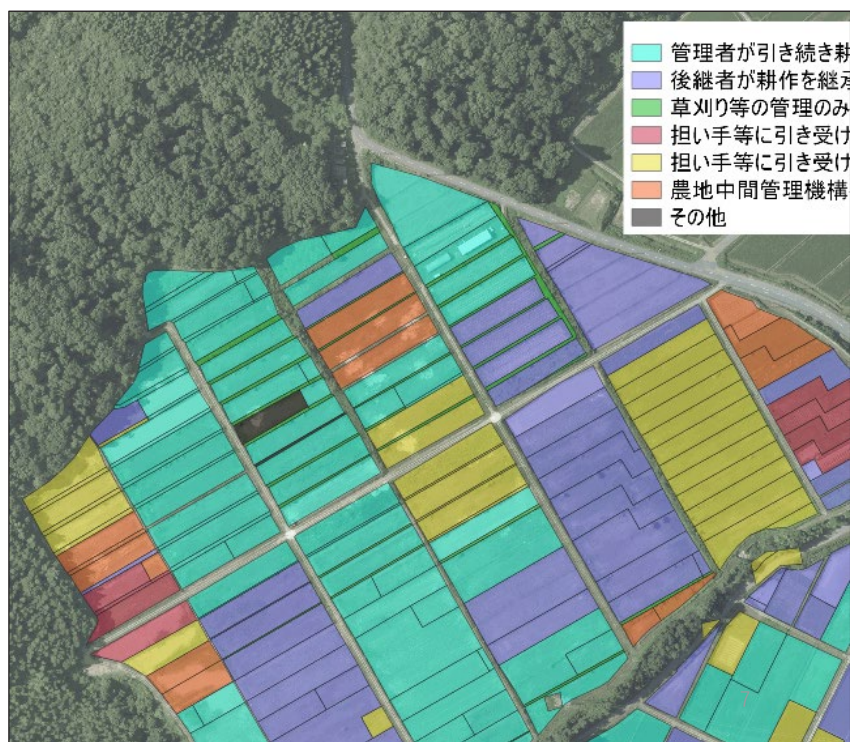 管理者が引き続き耕
後継者が耕作を継承
草刈り等の管理のみ
担い手等に引き受け
担い手等に引き受け
農地中間管理機構
その他